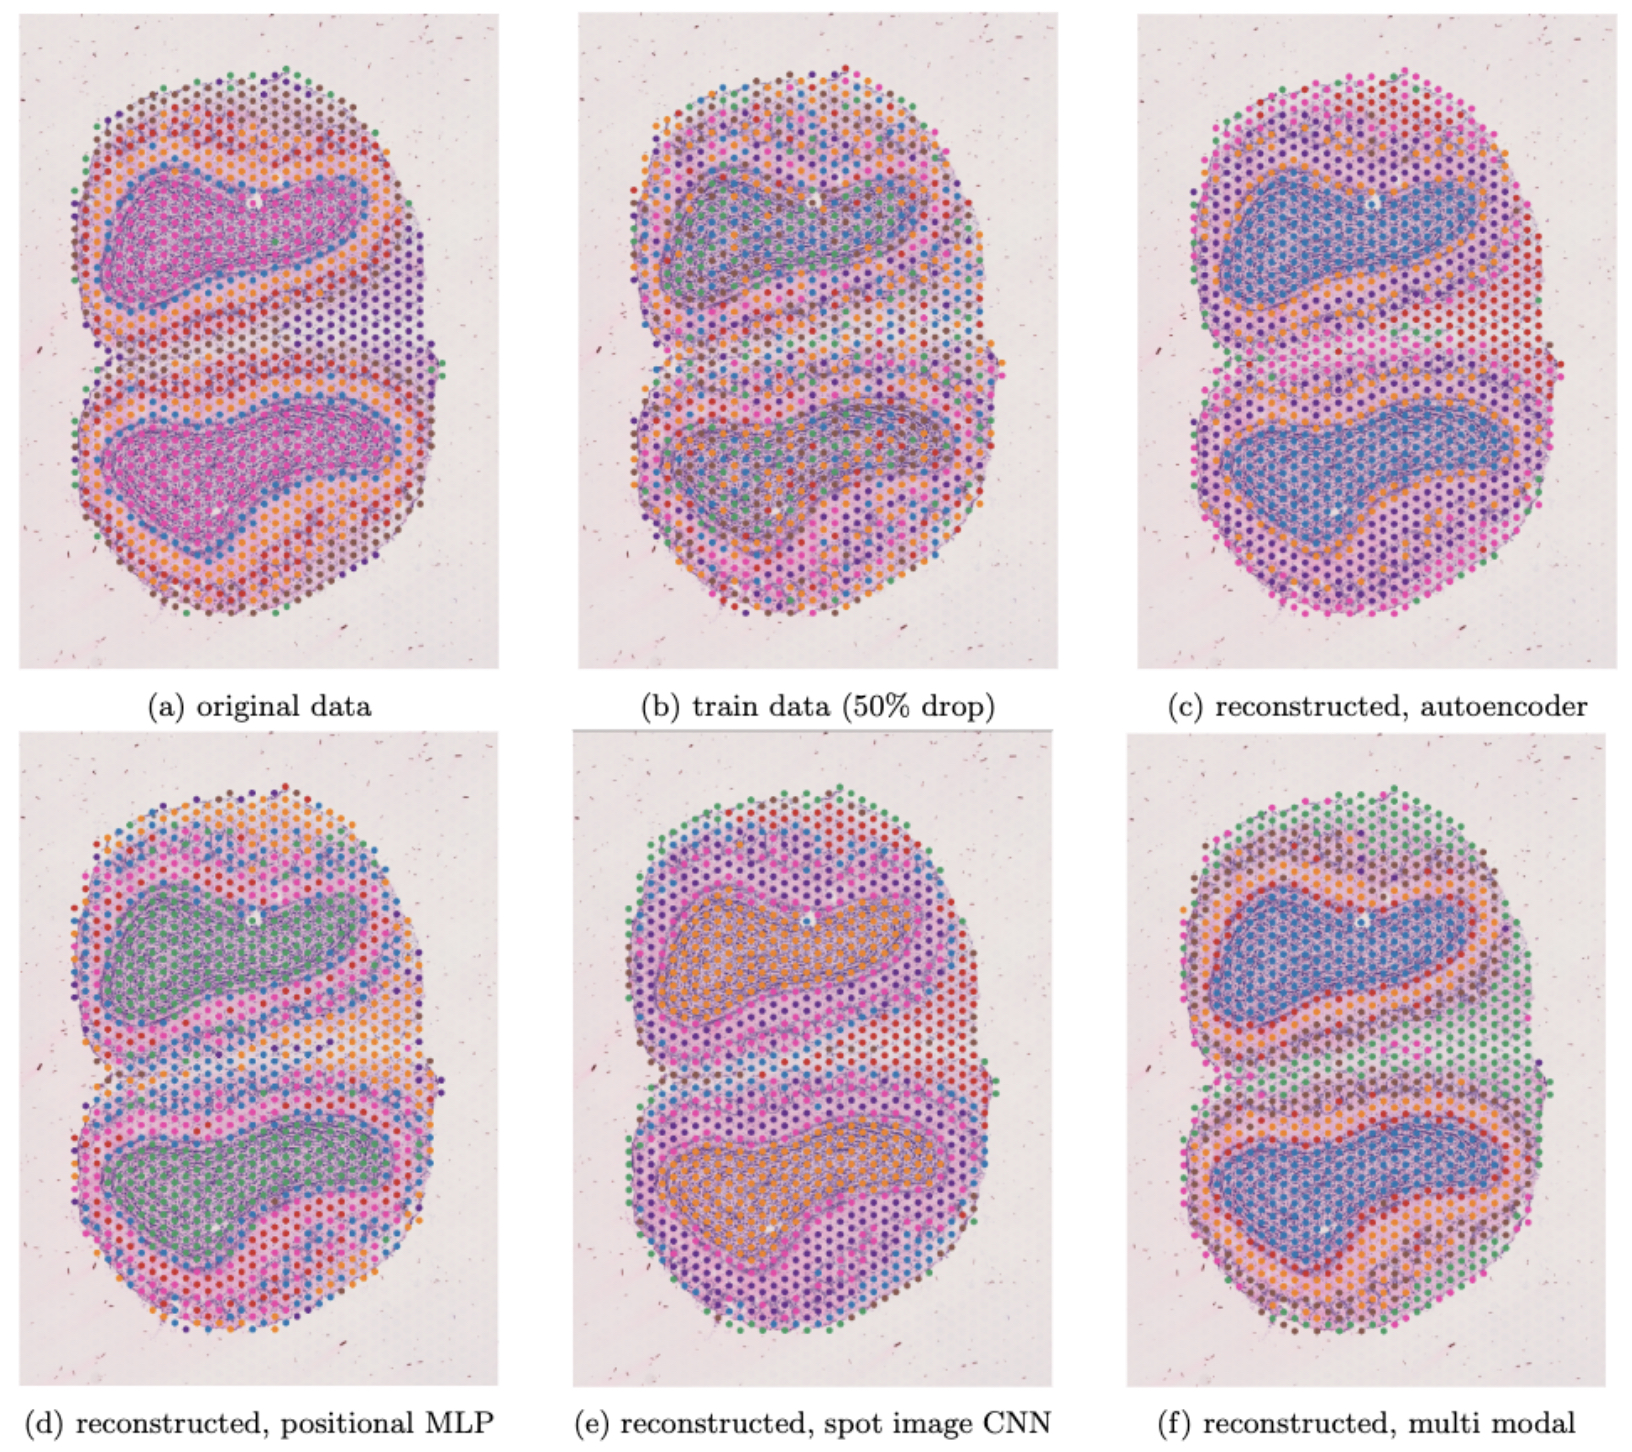 (a) original data
(b) train data (50% drop)
(c) reconstructed, autoencoder
(d) reconstructed, positional MLP
(e) reconstructed, spot image CNN
(f) reconstructed, multi modal